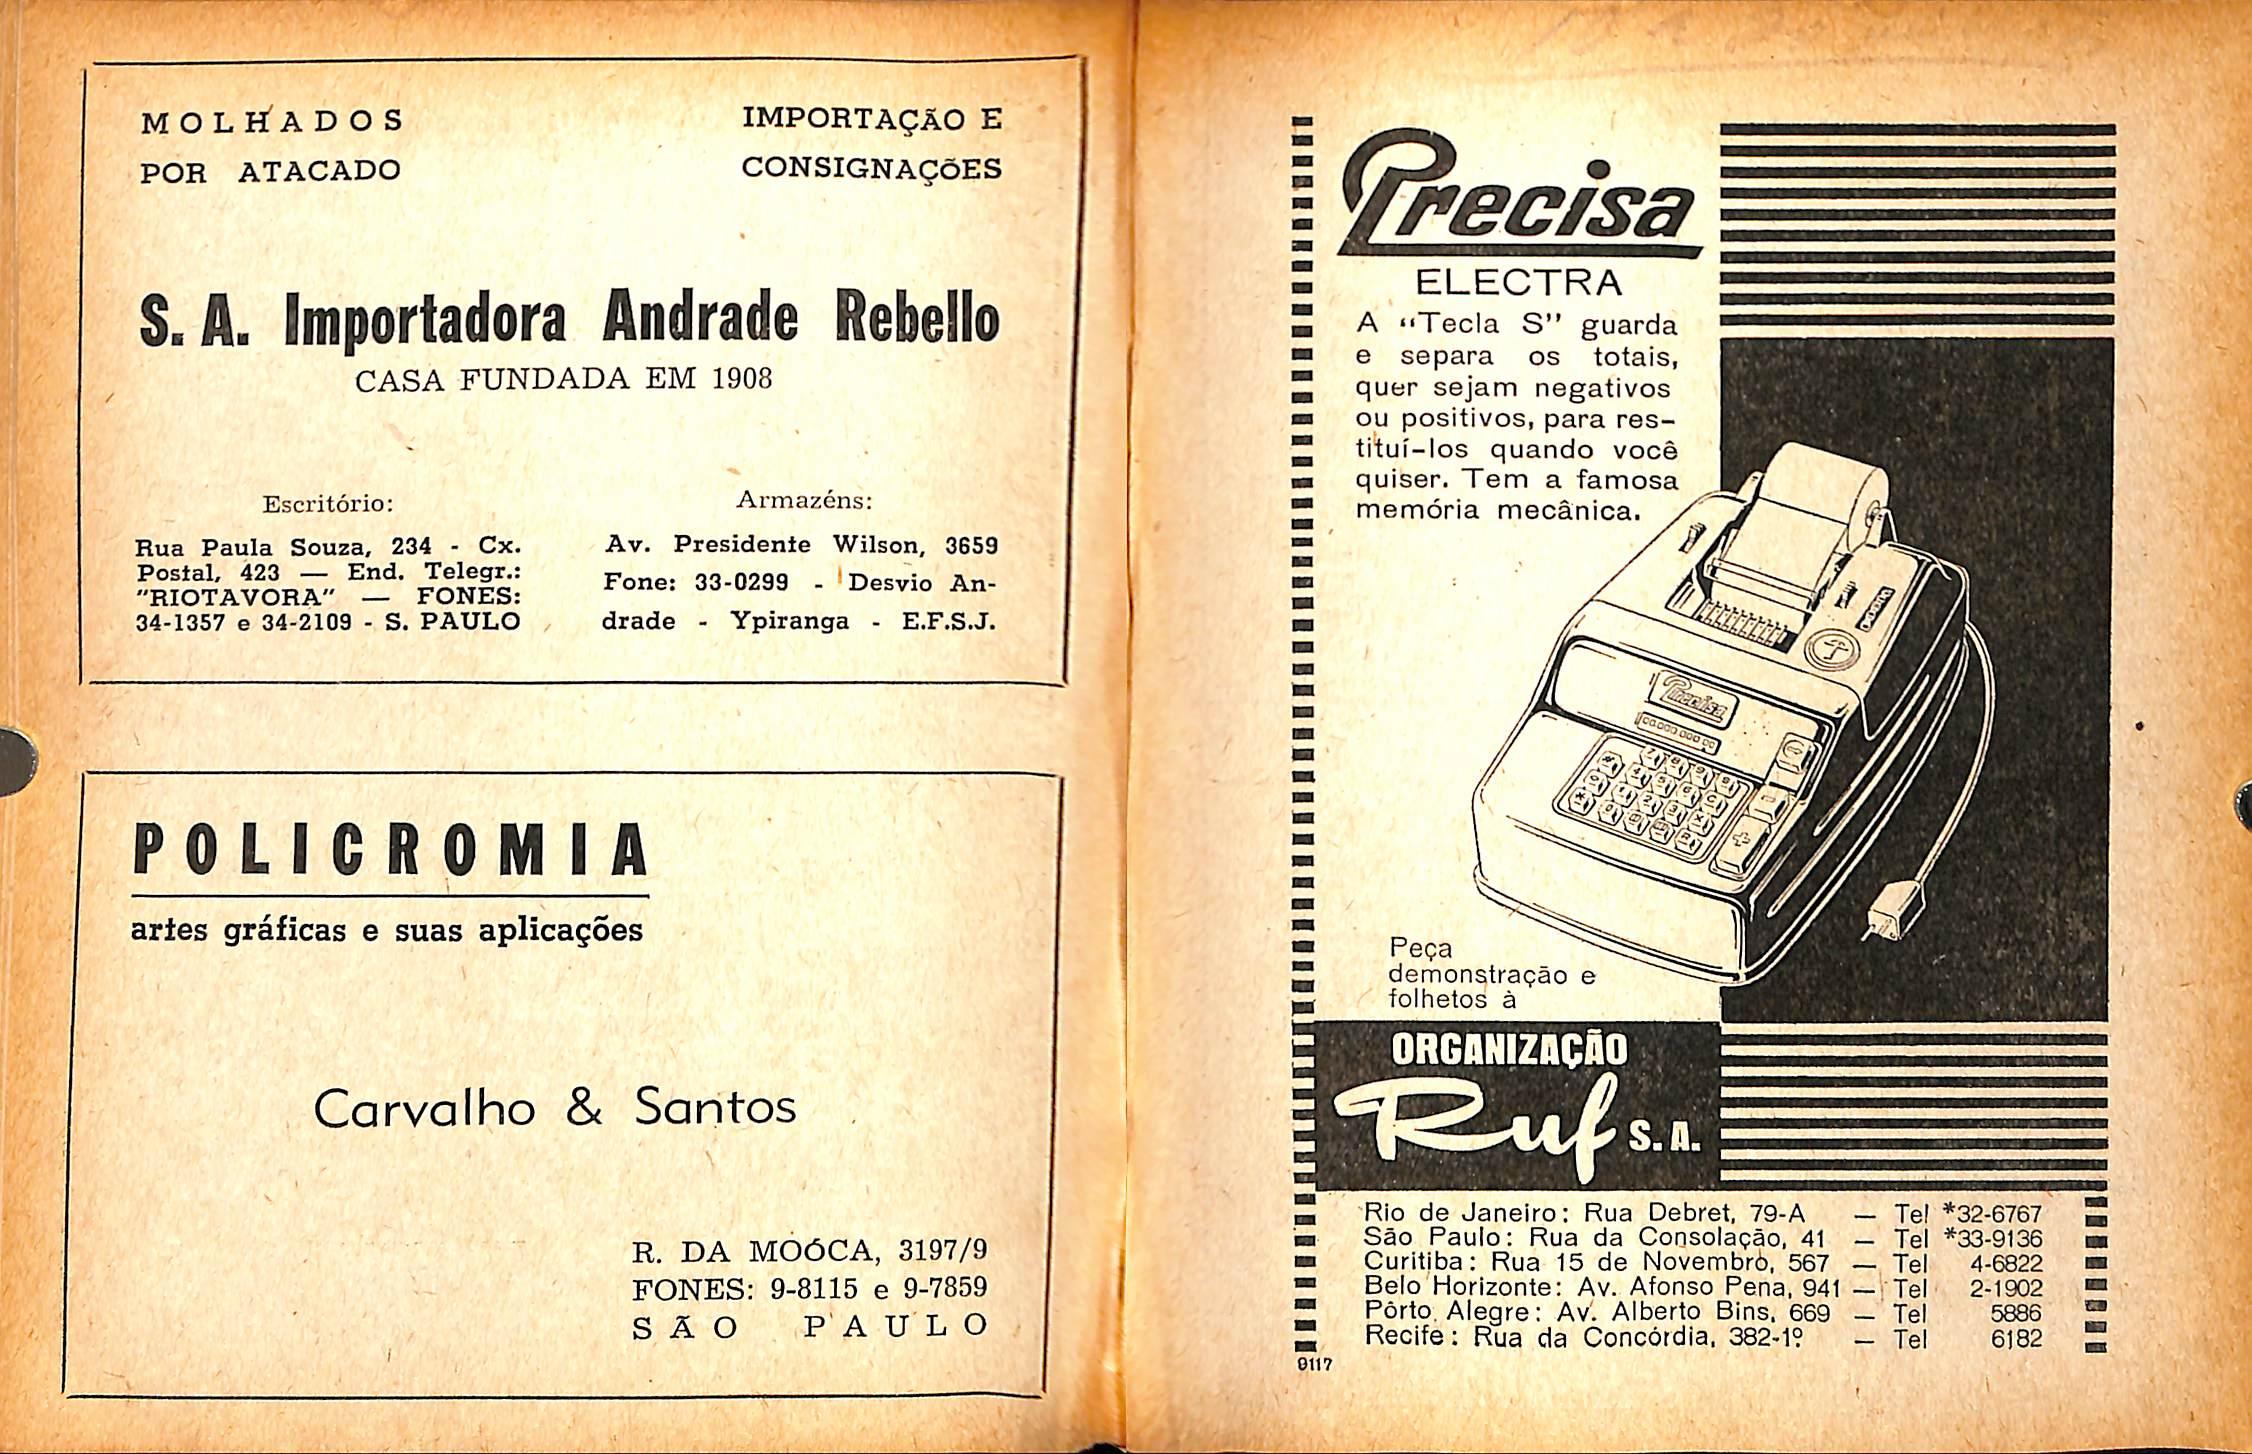 MOLHADOS
POR ATACADO
IMPORTAÇÃO E
CONSIGNAÇÕES
S. A. Importadora Andrade Rebello
CASA FUNDADA EM 1908
Escritório:
Rua Paula Souza, 234 - Cx.
Postal, 423 — End. Telegr.:
"RIOTAVORA" — FONES:
34-1357 e 34-2109 - S. PAULO
Armazéns:
Av. Presidente Wilson, 3659
Fone: 33-0299 - Desvio An-
drade - Ypiranga - E.F.S.J.
POLICROMIA
artes gráficas e suas aplicações
Carvalho & Santos
R. DA MOÓCA, 3197/9
FONES: 9-8115 e 9-7859
SÃO PAULO
Precisa
ELECTRA
A "Tecla S" guarda
e separa os totais,
quer sejam negativos
ou positivos, para res-
tituí-los quando você
quiser. Tem a famosa
memória mecânica.
Precisa
Peça
demonstração e
folhetos à
ORGANIZAÇÃO
Ruf S. A.
Rio de Janeiro: Rua Debret, 79-A — Tel *32-6767
São Paulo: Rua da Consolação, 41 — Tel *33-9136
Curitiba: Rua 15 de Novembro, 567 — Tel 4-6822
Belo Horizonte: Av. Afonso Pena, 941 — Tel 2-1902
Pôrto Alegre: Av. Alberto Bins, 669 — Tel 5886
Recife: Rua da Concórdia, 382-1º — Tel 6182
9117